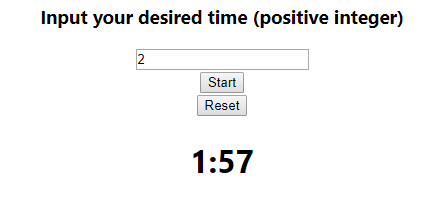 Input your desired time (positive integer)
2
Start
Reset
1:57